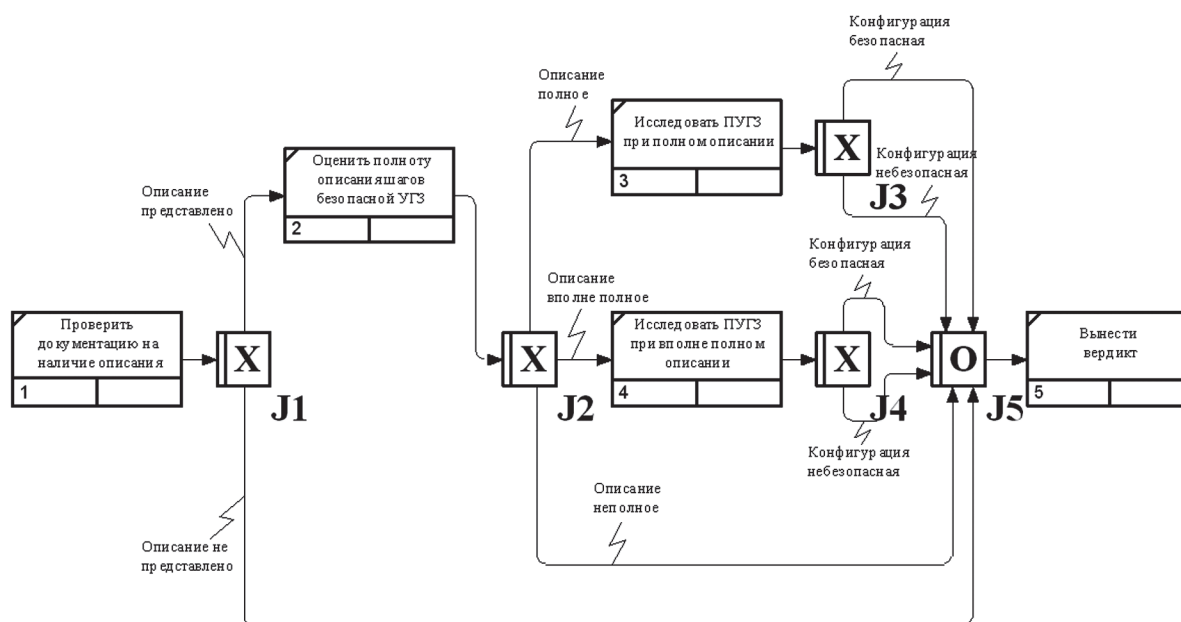 Конфигурация
безопасная
Описание
полное
Исследовать ПУГЗ
при полном описании
3
X
J3
Конфигурация
небезопасная
Оценить полноту
описания шагов
безопасной УГЗ
2
Описание
представлено
Конфигурация
безопасная
Описание
вполне полное
Проверить
документацию на
наличие описания
1
X
J1
X
J2
Исследовать ПУГЗ
при вполне полном
описании
4
X
J4
O
J5
Вынести
вердикт
5
Конфигурация
небезопасная
Описание
неполное
Описание не
представлено